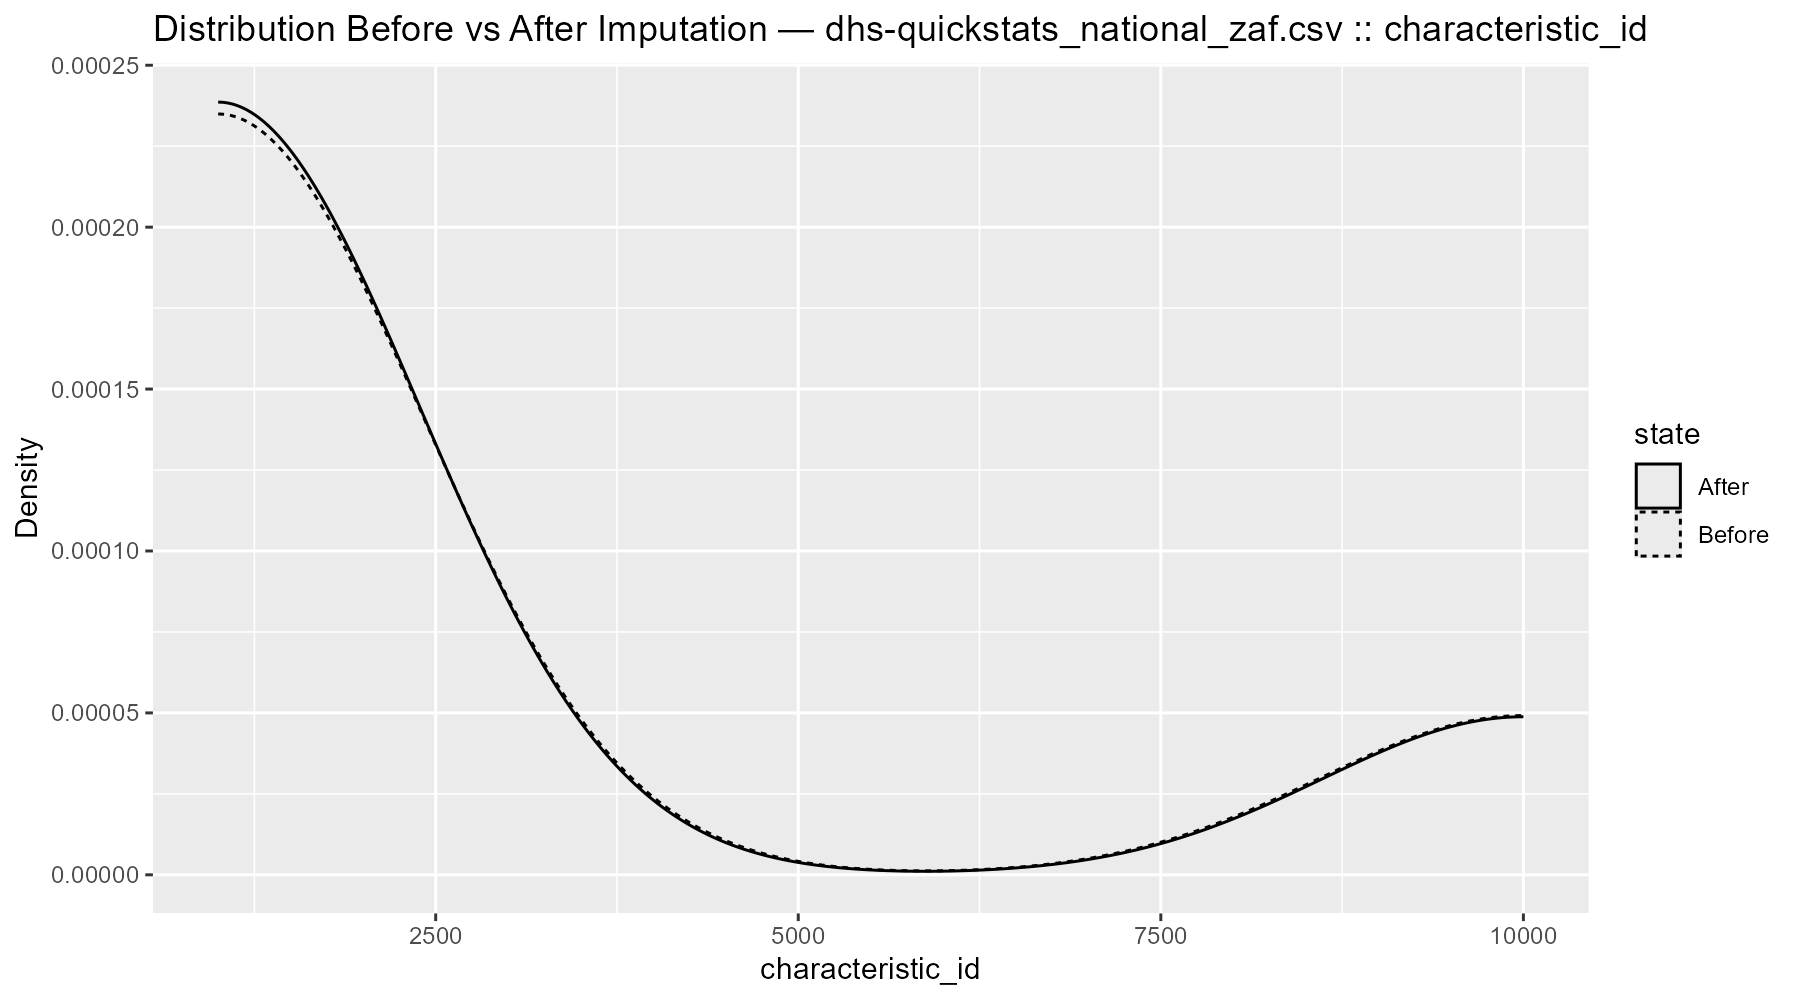 Distribution Before vs After Imputation — dhs-quickstats_national_zaf.csv :: characteristic_id
0.00025
0.00020
0.00015
0.00010
0.00005
0.00000
Density
2500 5000 7500 10000
characteristic_id
state
After
Before